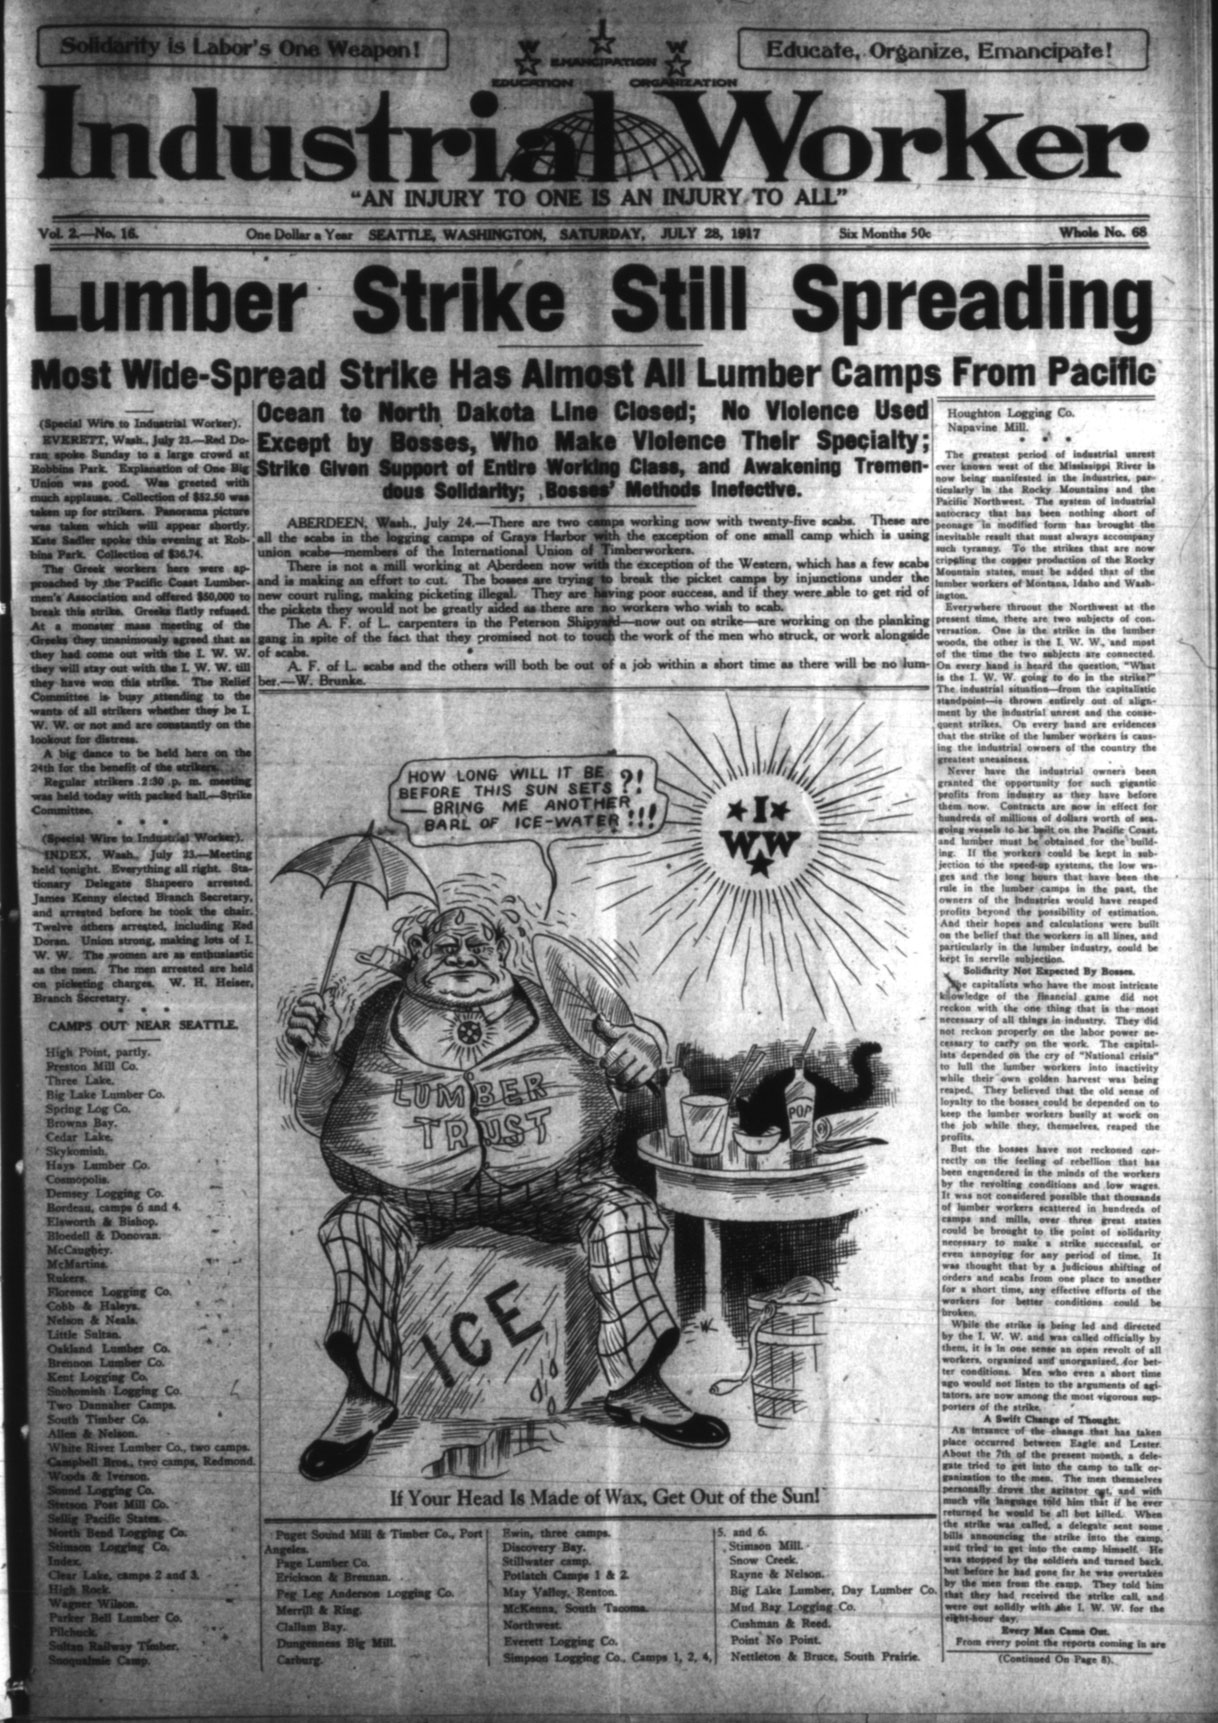 Solidarity is Labor's One Weapon!
I
W W
EMANCIPATION
EDUCATION ORGANIZATION
Educate, Organize, Emancipate!
Industrial Worker
"AN INJURY TO ONE IS AN INJURY TO ALL"
Vol. 2.—No. 16. One Dollar a Year SEATTLE, WASHINGTON, SATURDAY, JULY 28, 1917 Six Months 50c Whole No. 68
Lumber Strike Still Spreading
Most Wide-Spread Strike Has Almost All Lumber Camps From Pacific
Ocean to North Dakota Line Closed; No Violence Used
Except by Bosses, Who Make Violence Their Specialty;
Strike Given Support of Entire Working Class, and Awakening Tremen-
dous Solidarity; Bosses' Methods Inefective.
(Special Wire to Industrial Worker).
EVERETT, Wash., July 23.—Red Do-
ran spoke Sunday to a large crowd at
Robbins Park. Explanation of One Big
Union was good. Was greeted with
much applause. Collection of $52.50 was
taken up for strikers. Panorama picture
was taken which will appear shortly.
Kate Sadler spoke this evening at Rob-
bins Park. Collection of $36.74.
The Greek workers here were ap-
proached by the Pacific Coast Lumber-
men's Association and offered $50,000 to
break this strike. Greeks flatly refused.
At a monster mass meeting of the
Greeks they unanimously agreed that as
they had come out with the I. W. W.
they will stay out with the I. W. W. till
they have won this strike. The Relief
Committee is busy attending to the
wants of all strikers whether they be I.
W. W. or not and are constantly on the
lookout for distress.
A big dance to be held here on the
24th for the benefit of the strikers.
Regular strikers 2:30 p. m. meeting
was held today with packed hall.—Strike
Committee.
* * *
(Special Wire to Industrial Worker).
INDEX, Wash., July 23.—Meeting
held tonight. Everything all right. Sta-
tionary Delegate Shapeero arrested.
James Kenny elected Branch Secretary,
and arrested before he took the chair.
Twelve others arrested, including Red
Doran. Union strong, making lots of I.
W. W. The women are as enthusiastic
as the men. The men arrested are held
on picketing charges. W. H. Heiser,
Branch Secretary.
* * *
CAMPS OUT NEAR SEATTLE.
High Point, partly.
Preston Mill Co.
Three Lake.
Big Lake Lumber Co.
Spring Log Co.
Browns Bay.
Cedar Lake.
Skykomish.
Hays Lumber Co.
Cosmopolis.
Demsey Logging Co.
Bordeau, camps 6 and 4.
Elsworth & Bishop.
Bloedell & Donovan.
McCaughey.
McMartins.
Rukers.
Florence Logging Co.
Cobb & Haleys.
Nelson & Neals.
Little Sultan.
Oakland Lumber Co.
Brennon Lumber Co.
Kent Logging Co.
Snohomish Logging Co.
Two Dannaher Camps.
South Timber Co.
Allen & Nelson.
White River Lumber Co., two camps.
Campbell Bros., two camps, Redmond.
Woods & Iverson.
Sound Logging Co.
Stetson Post Mill Co.
Sellig Pacific States.
North Bend Logging Co.
Stimson Logging Co.
Index.
Clear Lake, camps 2 and 3.
High Rock.
Wagner Wilson.
Parker Bell Lumber Co.
Pilchuck.
Sultan Railway Timber.
Snoqualmie Camp.
ABERDEEN, Wash., July 24.—There are two camps working now with twenty-five scabs. These are
all the scabs in the logging camps of Grays Harbor with the exception of one small camp which is using
union scabs—members of the International Union of Timberworkers.
There is not a mill working at Aberdeen now with the exception of the Western, which has a few scabs
and is making an effort to cut. The bosses are trying to break the picket camps by injunctions under the
new court ruling, making picketing illegal. They are having poor success, and if they were able to get rid of
the pickets they would not be greatly aided as there are no workers who wish to scab.
The A. F. of L. carpenters in the Peterson Shipyard—now out on strike—are working on the planking
gang in spite of the fact that they promised not to touch the work of the men who struck, or work alongside
of scabs.
A. F. of L. scabs and the others will both be out of a job within a short time as there will be no lum-
ber.—W. Brunke.
HOW LONG WILL IT BE
BEFORE THIS SUN SETS ?!
— BRING ME ANOTHER
BARL OF ICE-WATER !!!
I
WW
LUMBER
TRUST
POP
ICE
If Your Head Is Made of Wax, Get Out of the Sun!
Puget Sound Mill & Timber Co., Port
Angeles.
Page Lumber Co.
Erickson & Brennan.
Peg Leg Anderson Logging Co.
Merrill & Ring.
Clallam Bay.
Dungenness Big Mill.
Carburg.
Ewin, three camps.
Discovery Bay.
Stillwater camp.
Potlatch Camps 1 & 2.
May Valley, Renton.
McKenna, South Tacoma.
Northwest.
Everett Logging Co.
Simpson Logging Co., Camps 1, 2, 4,
5, and 6.
Stimson Mill.
Snow Creek.
Rayne & Nelson.
Big Lake Lumber, Day Lumber Co.
Mud Bay Logging Co.
Cushman & Reed.
Point No Point.
Nettleton & Bruce, South Prairie.
Houghton Logging Co.
Napavine Mill.
* * *
The greatest period of industrial unrest
ever known west of the Mississippi River is
now being manifested in the industries, par-
ticularly in the Rocky Mountains and the
Pacific Northwest. The system of industrial
autocracy that has been nothing short of
peonage in modified form has brought the
inevitable result that must always accompany
such tyranny. To the strikes that are now
crippling the copper production of the Rocky
Mountain states, must be added that of the
lumber workers of Montana, Idaho and Wash-
ington.
Everywhere thruout the Northwest at the
present time, there are two subjects of con-
versation. One is the strike in the lumber
woods, the other is the I. W. W., and most
of the time the two subjects are connected.
On every hand is heard the question, "What
is the I. W. W. going to do in the strike?"
The industrial situation—from the capitalistic
standpoint—is thrown entirely out of align-
ment by the industrial unrest and the conse-
quent strikes. On every hand are evidences
that the strike of the lumber workers is caus-
ing the industrial owners of the country the
greatest uneasiness.
Never have the industrial owners been
granted the opportunity for such gigantic
profits from industry as they have before
them now. Contracts are now in effect for
hundreds of millions of dollars worth of sea-
going vessels to be built on the Pacific Coast,
and lumber must be obtained for the build-
ing. If the workers could be kept in sub-
jection to the speed-up systems, the low wa-
ges and the long hours that have been the
rule in the lumber camps in the past, the
owners of the industries would have reaped
profits beyond the possibility of estimation.
And their hopes and calculations were built
on the belief that the workers in all lines, and
particularly in the lumber industry, could be
kept in servile subjection.
Solidarity Not Expected By Bosses.
The capitalists who have the most intricate
knowledge of the financial game did not
reckon with the one thing that is the most
necessary of all things in industry. They did
not reckon properly on the labor power ne-
cessary to carry on the work. The capital-
ists depended on the cry of "National crisis"
to lull the lumber workers into inactivity
while their own golden harvest was being
reaped. They believed that the old sense of
loyalty to the bosses could be depended on to
keep the lumber workers busily at work on
the job while they, themselves, reaped the
profits.
But the bosses have not reckoned cor-
rectly on the feeling of rebellion that has
been engendered in the minds of the workers
by the revolting conditions and low wages.
It was not considered possible that thousands
of lumber workers scattered in hundreds of
camps and mills, over three great states
could be brought to the point of solidarity
necessary to make a strike successful, or
even annoying for any period of time. It
was thought that by a judicious shifting of
orders and scabs from one place to another
for a short time, any effective efforts of the
workers for better conditions could be
broken.
While the strike is being led and directed
by the I. W. W. and was called officially by
them, it is in one sense an open revolt of all
workers, organized and unorganized, for bet-
ter conditions. Men who even a short time
ago would not listen to the arguments of agi-
tators, are now among the most vigorous sup-
porters of the strike.
A Swift Change of Thought.
An intsance of the change that has taken
place occurred between Eagle and Lester.
About the 7th of the present month, a dele-
gate tried to get into the camp to talk or-
ganization to the men. The men themselves
personally drove the agitator out, and with
much vile language told him that if he ever
returned he would be all but killed. When
the strike was called, a delegate sent some
bills announcing the strike into the camp,
and tried to get into the camp himself. He
was stopped by the soldiers and turned back,
but before he had gone far he was overtaken
by the men from the camp. They told him
that they had received the strike call, and
were out solidly with the I. W. W. for the
eight-hour day.
Every Man Came Out.
From every point the reports coming in are
(Continued On Page 8).